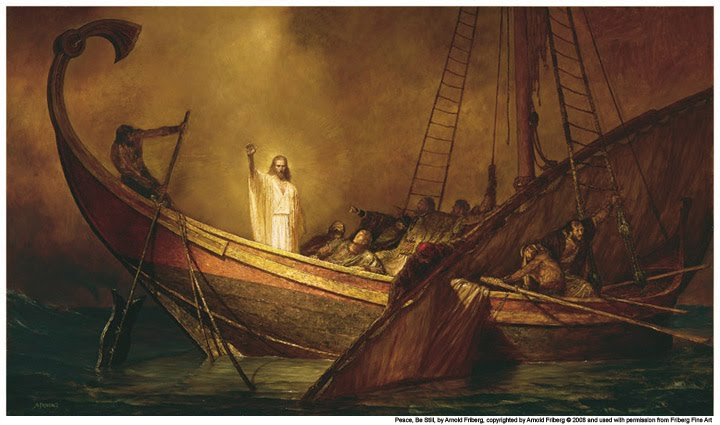 Peace, Be Still, by Arnold Friberg, copyrighted by Arnold Friberg © 2008 and used with permission from Friberg Fine Art